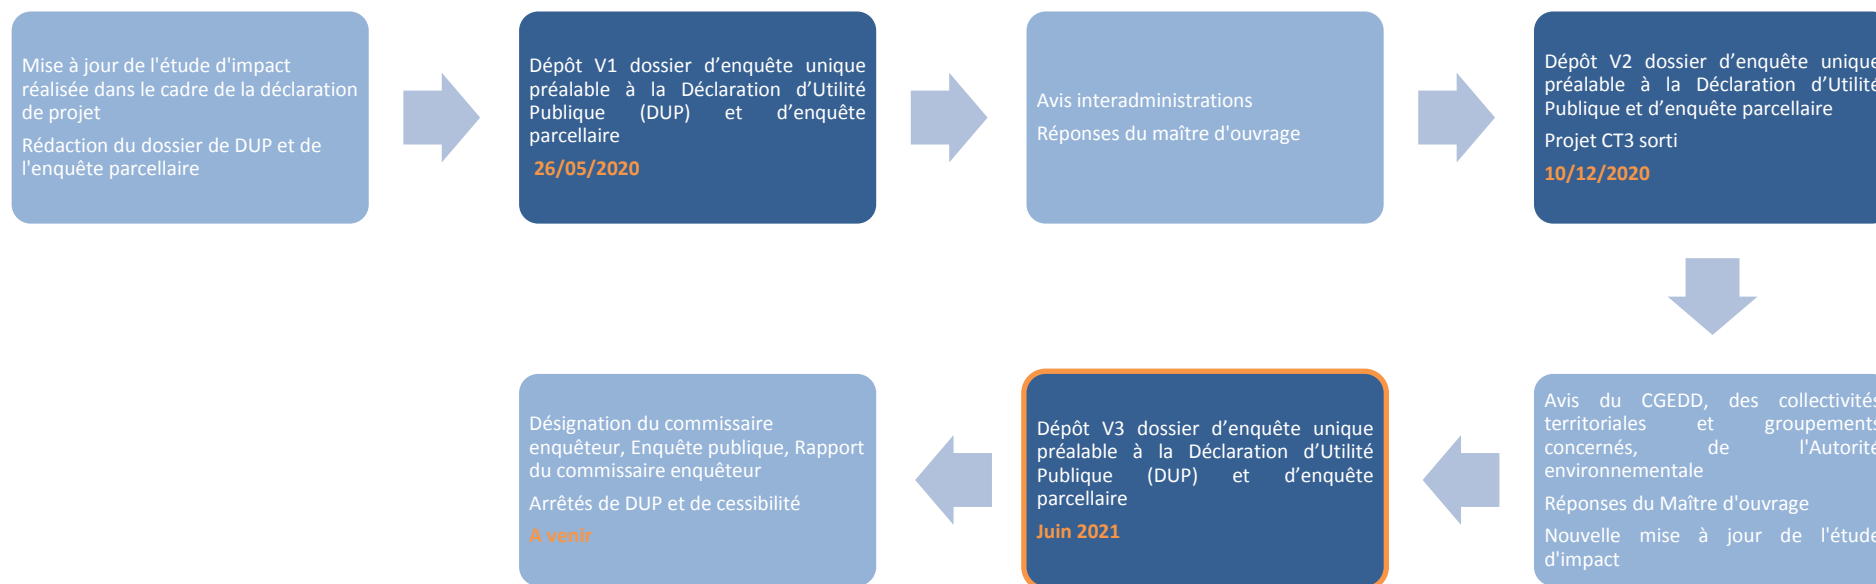 Mise à jour de l'étude d'impact
réalisée dans le cadre de la déclaration
de projet
Rédaction du dossier de DUP et de
l'enquête parcellaire
Dépôt V1 dossier d’enquête unique
préalable à la Déclaration d’Utilité
Publique (DUP) et d’enquête
parcellaire
26/05/2020
Avis interadministrations
Réponses du maître d'ouvrage
Dépôt V2 dossier d’enquête unique
préalable à la Déclaration d’Utilité
Publique et d’enquête parcellaire
Projet CT3 sorti
10/12/2020
Avis du CGEDD, des collectivités
territoriales et groupements
concernés, de l'Autorité
environnementale
Réponses du Maître d'ouvrage
Nouvelle mise à jour de l'étude
d'impact
Dépôt V3 dossier d’enquête unique
préalable à la Déclaration d’Utilité
Publique (DUP) et d’enquête
parcellaire
Juin 2021
Désignation du commissaire
enquêteur, Enquête publique, Rapport
du commissaire enquêteur
Arrêtés de DUP et de cessibilité
A venir